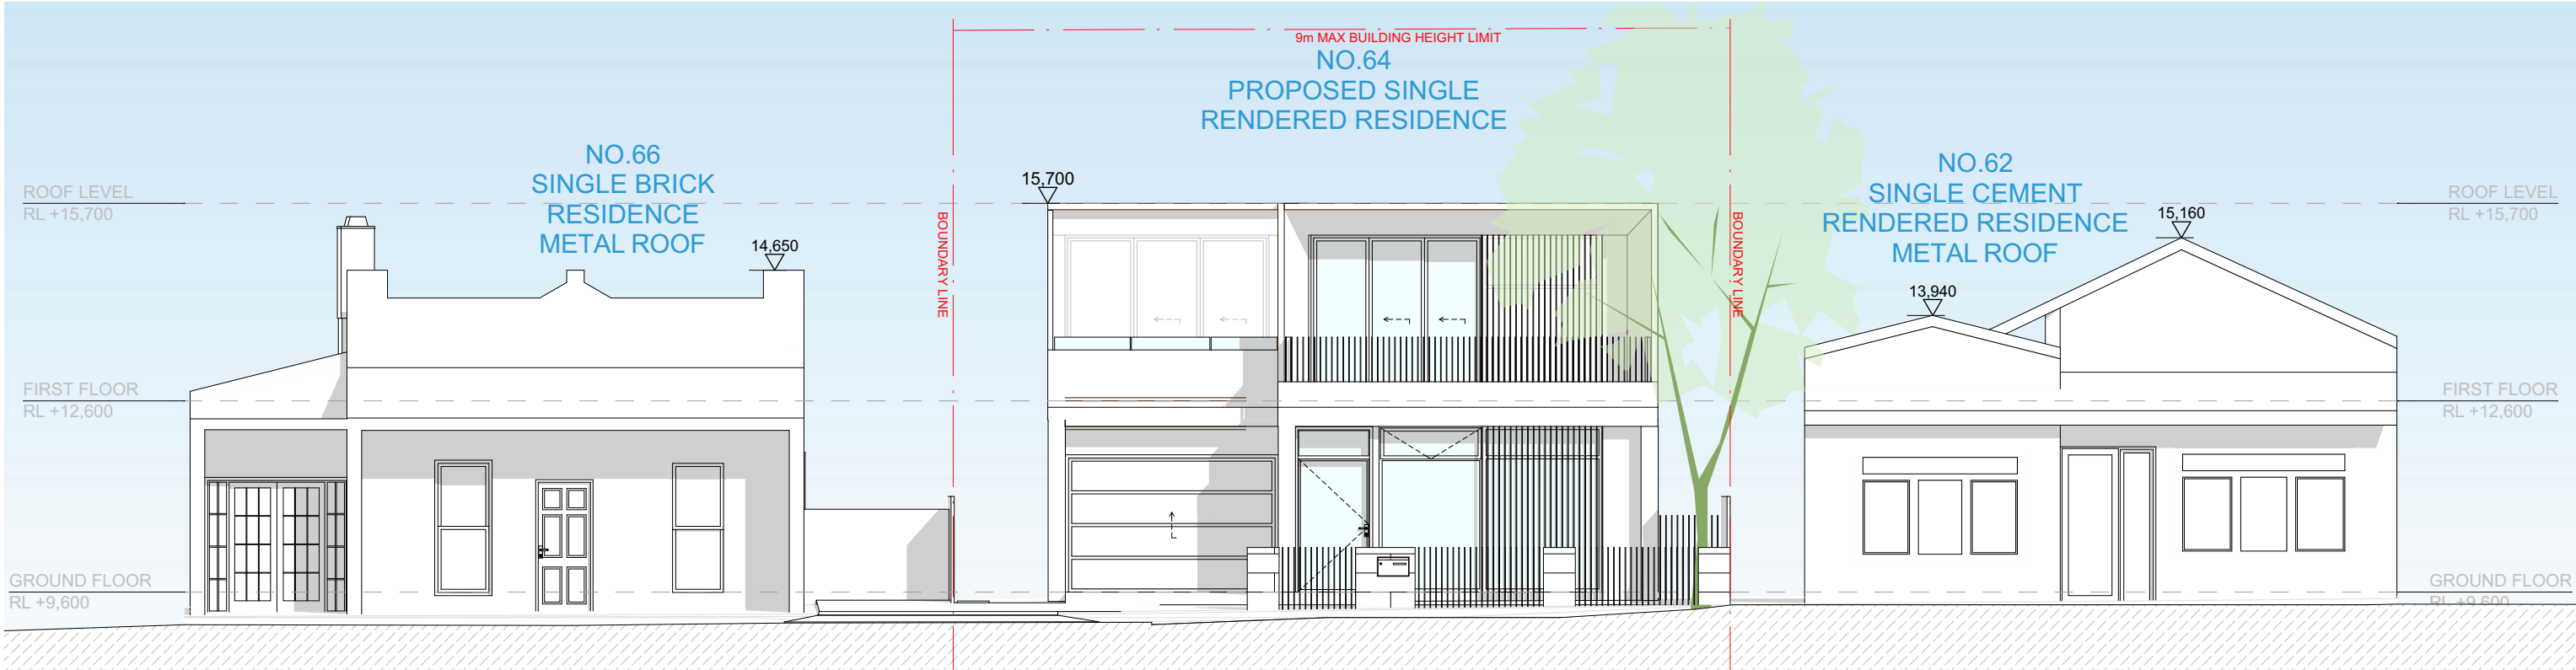 9m MAX BUILDING HEIGHT LIMIT
NO.64
PROPOSED SINGLE
RENDERED RESIDENCE
NO.66
SINGLE BRICK
RESIDENCE
METAL ROOF
NO.62
SINGLE CEMENT
RENDERED RESIDENCE
METAL ROOF
ROOF LEVEL
RL +15,700
15,700
14,650
BOUNDARY LINE
BOUNDARY LINE
15,160
13,940
ROOF LEVEL
RL +15,700
FIRST FLOOR
RL +12,600
FIRST FLOOR
RL +12,600
GROUND FLOOR
RL +9,600
GROUND FLOOR
RL +9,600